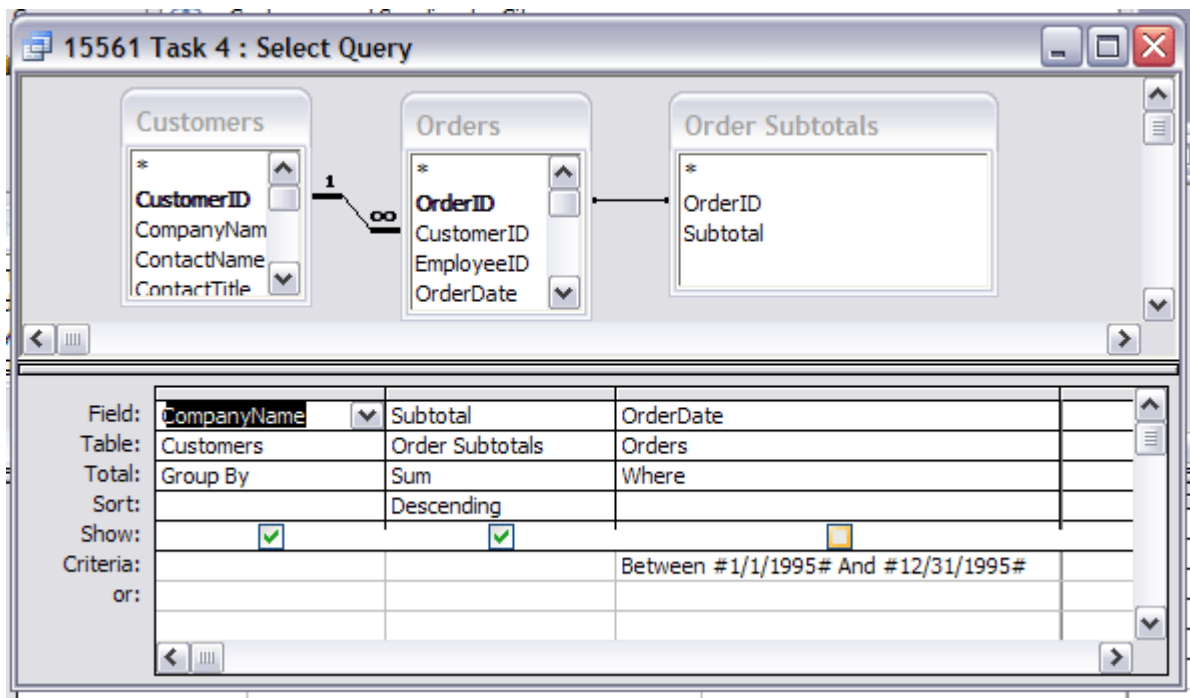 15561 Task 4 : Select Query
Customers
*
CustomerID
CompanyNam
ContactName
ContactTitle
1
∞
Orders
*
OrderID
CustomerID
EmployeeID
OrderDate
Order Subtotals
*
OrderID
Subtotal
Field: CompanyName Subtotal OrderDate
Table: Customers Order Subtotals Orders
Total: Group By Sum Where
Sort: Descending
Show:
Criteria: Between #1/1/1995# And #12/31/1995#
or: